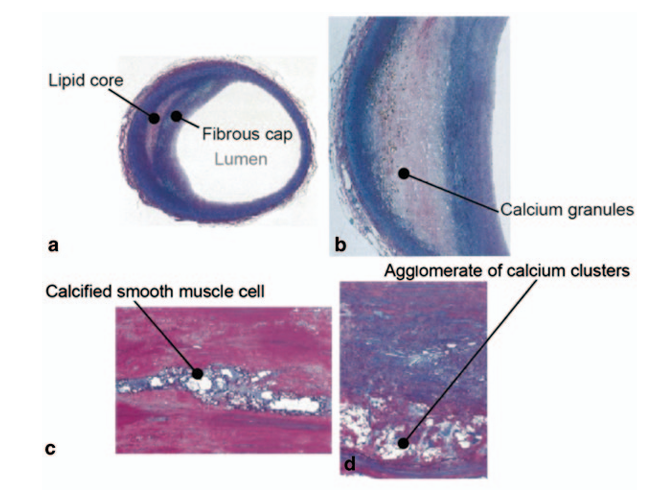 Lipid core
Fibrous cap
Lumen
a
Calcium granules
b
Calcified smooth muscle cell
c
Agglomerate of calcium clusters
d